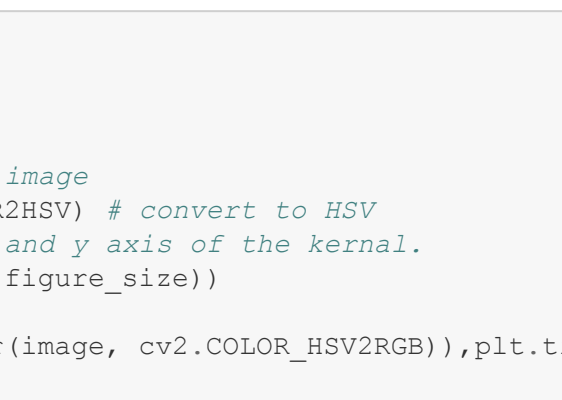 image
2HSV) # convert to HSV
and y axis of the kernal.
figure_size))
(image, cv2.COLOR_HSV2RGB)),plt.t